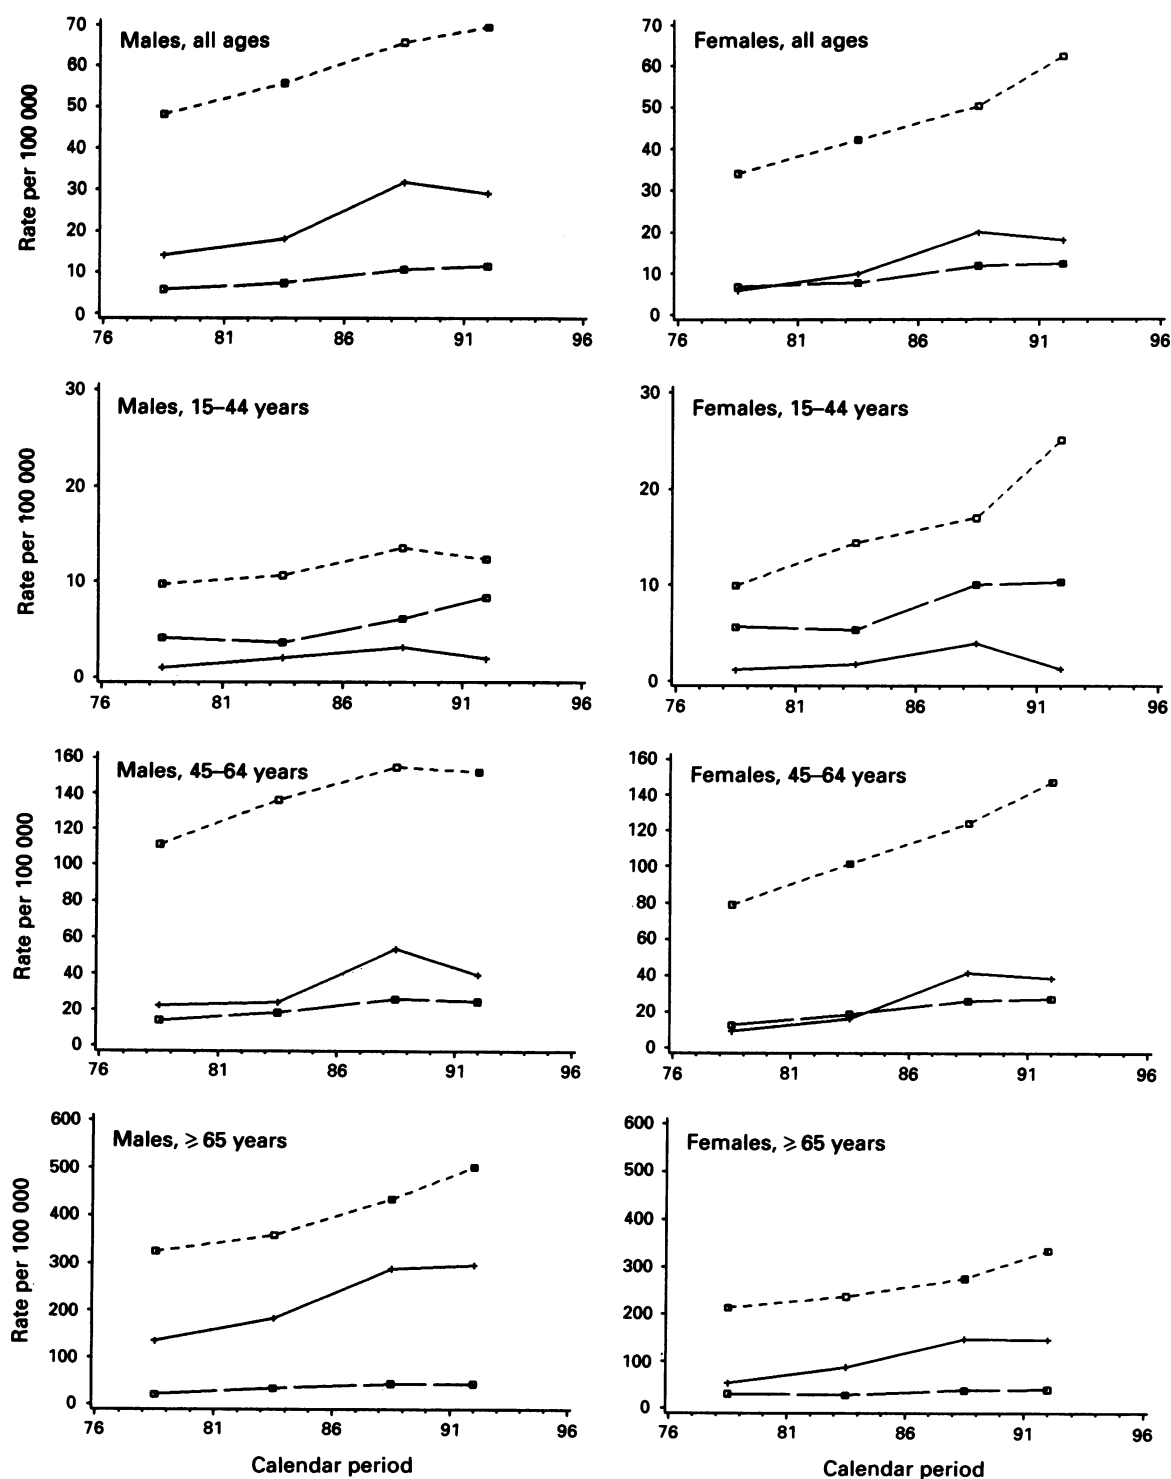 Males, all ages
Rate per 100 000
70
60
50
40
30
20
10
0
76 81 86 91 96
Females, all ages
70
60
50
40
30
20
10
0
76 81 86 91 96
Males, 15–44 years
Rate per 100 000
30
20
10
0
76 81 86 91 96
Females, 15–44 years
30
20
10
0
76 81 86 91 96
Males, 45–64 years
Rate per 100 000
160
140
120
100
80
60
40
20
0
76 81 86 91 96
Females, 45–64 years
160
140
120
100
80
60
40
20
0
76 81 86 91 96
Males, ⩾ 65 years
Rate per 100 000
600
500
400
300
200
100
0
76 81 86 91 96
Calendar period
Females, ⩾ 65 years
600
500
400
300
200
100
0
76 81 86 91 96
Calendar period